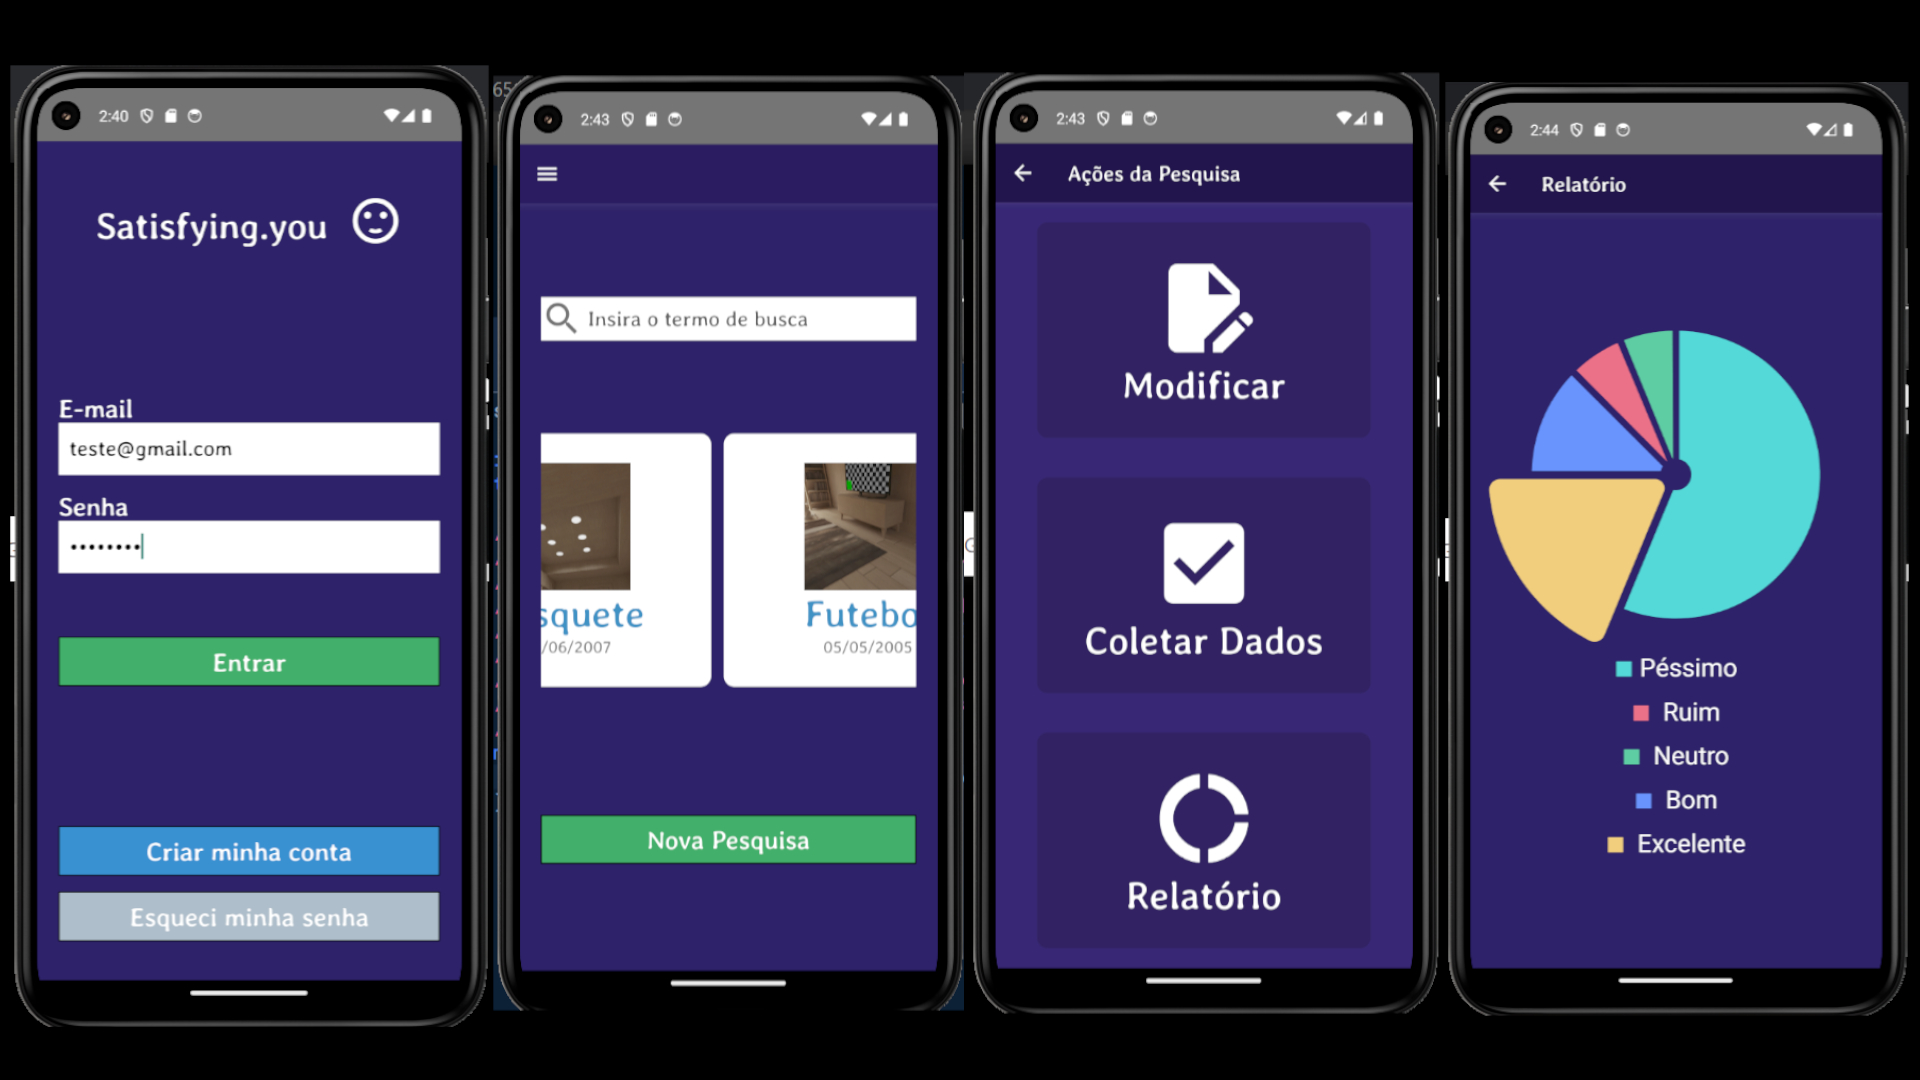 2:40
Satisfying.you
E-mail
teste@gmail.com
Senha
••••••••
Entrar
Criar minha conta
Esqueci minha senha
65
2:43
Insira o termo de busca
squete
/06/2007
Futebo
05/05/2005
Nova Pesquisa
2:43
Ações da Pesquisa
Modificar
Coletar Dados
Relatório
2:44
Relatório
Péssimo
Ruim
Neutro
Bom
Excelente